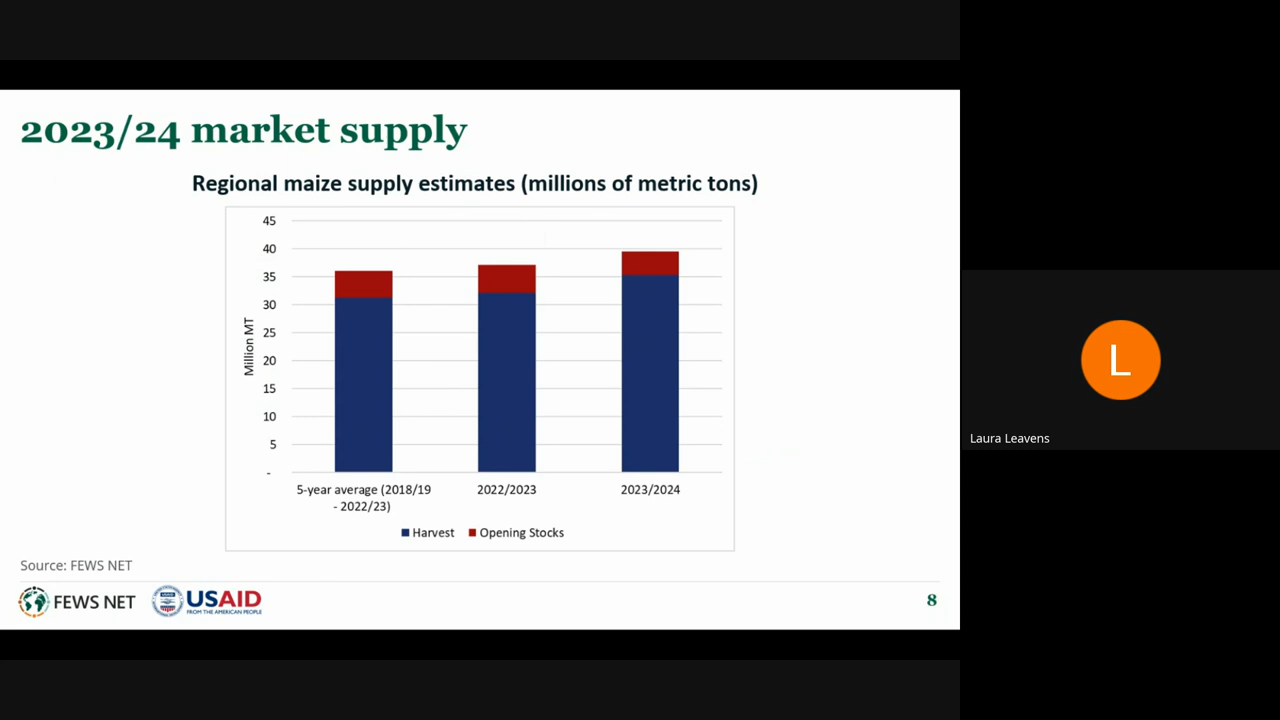 2023/24 market supply
Regional maize supply estimates (millions of metric tons)
45
40
35
30
25
20
15
10
5
-
Million MT
5-year average (2018/19
- 2022/23)
2022/2023
2023/2024
Harvest
Opening Stocks
Source: FEWS NET
FEWS NET
USAID
FROM THE AMERICAN PEOPLE
8
L
Laura Leavens